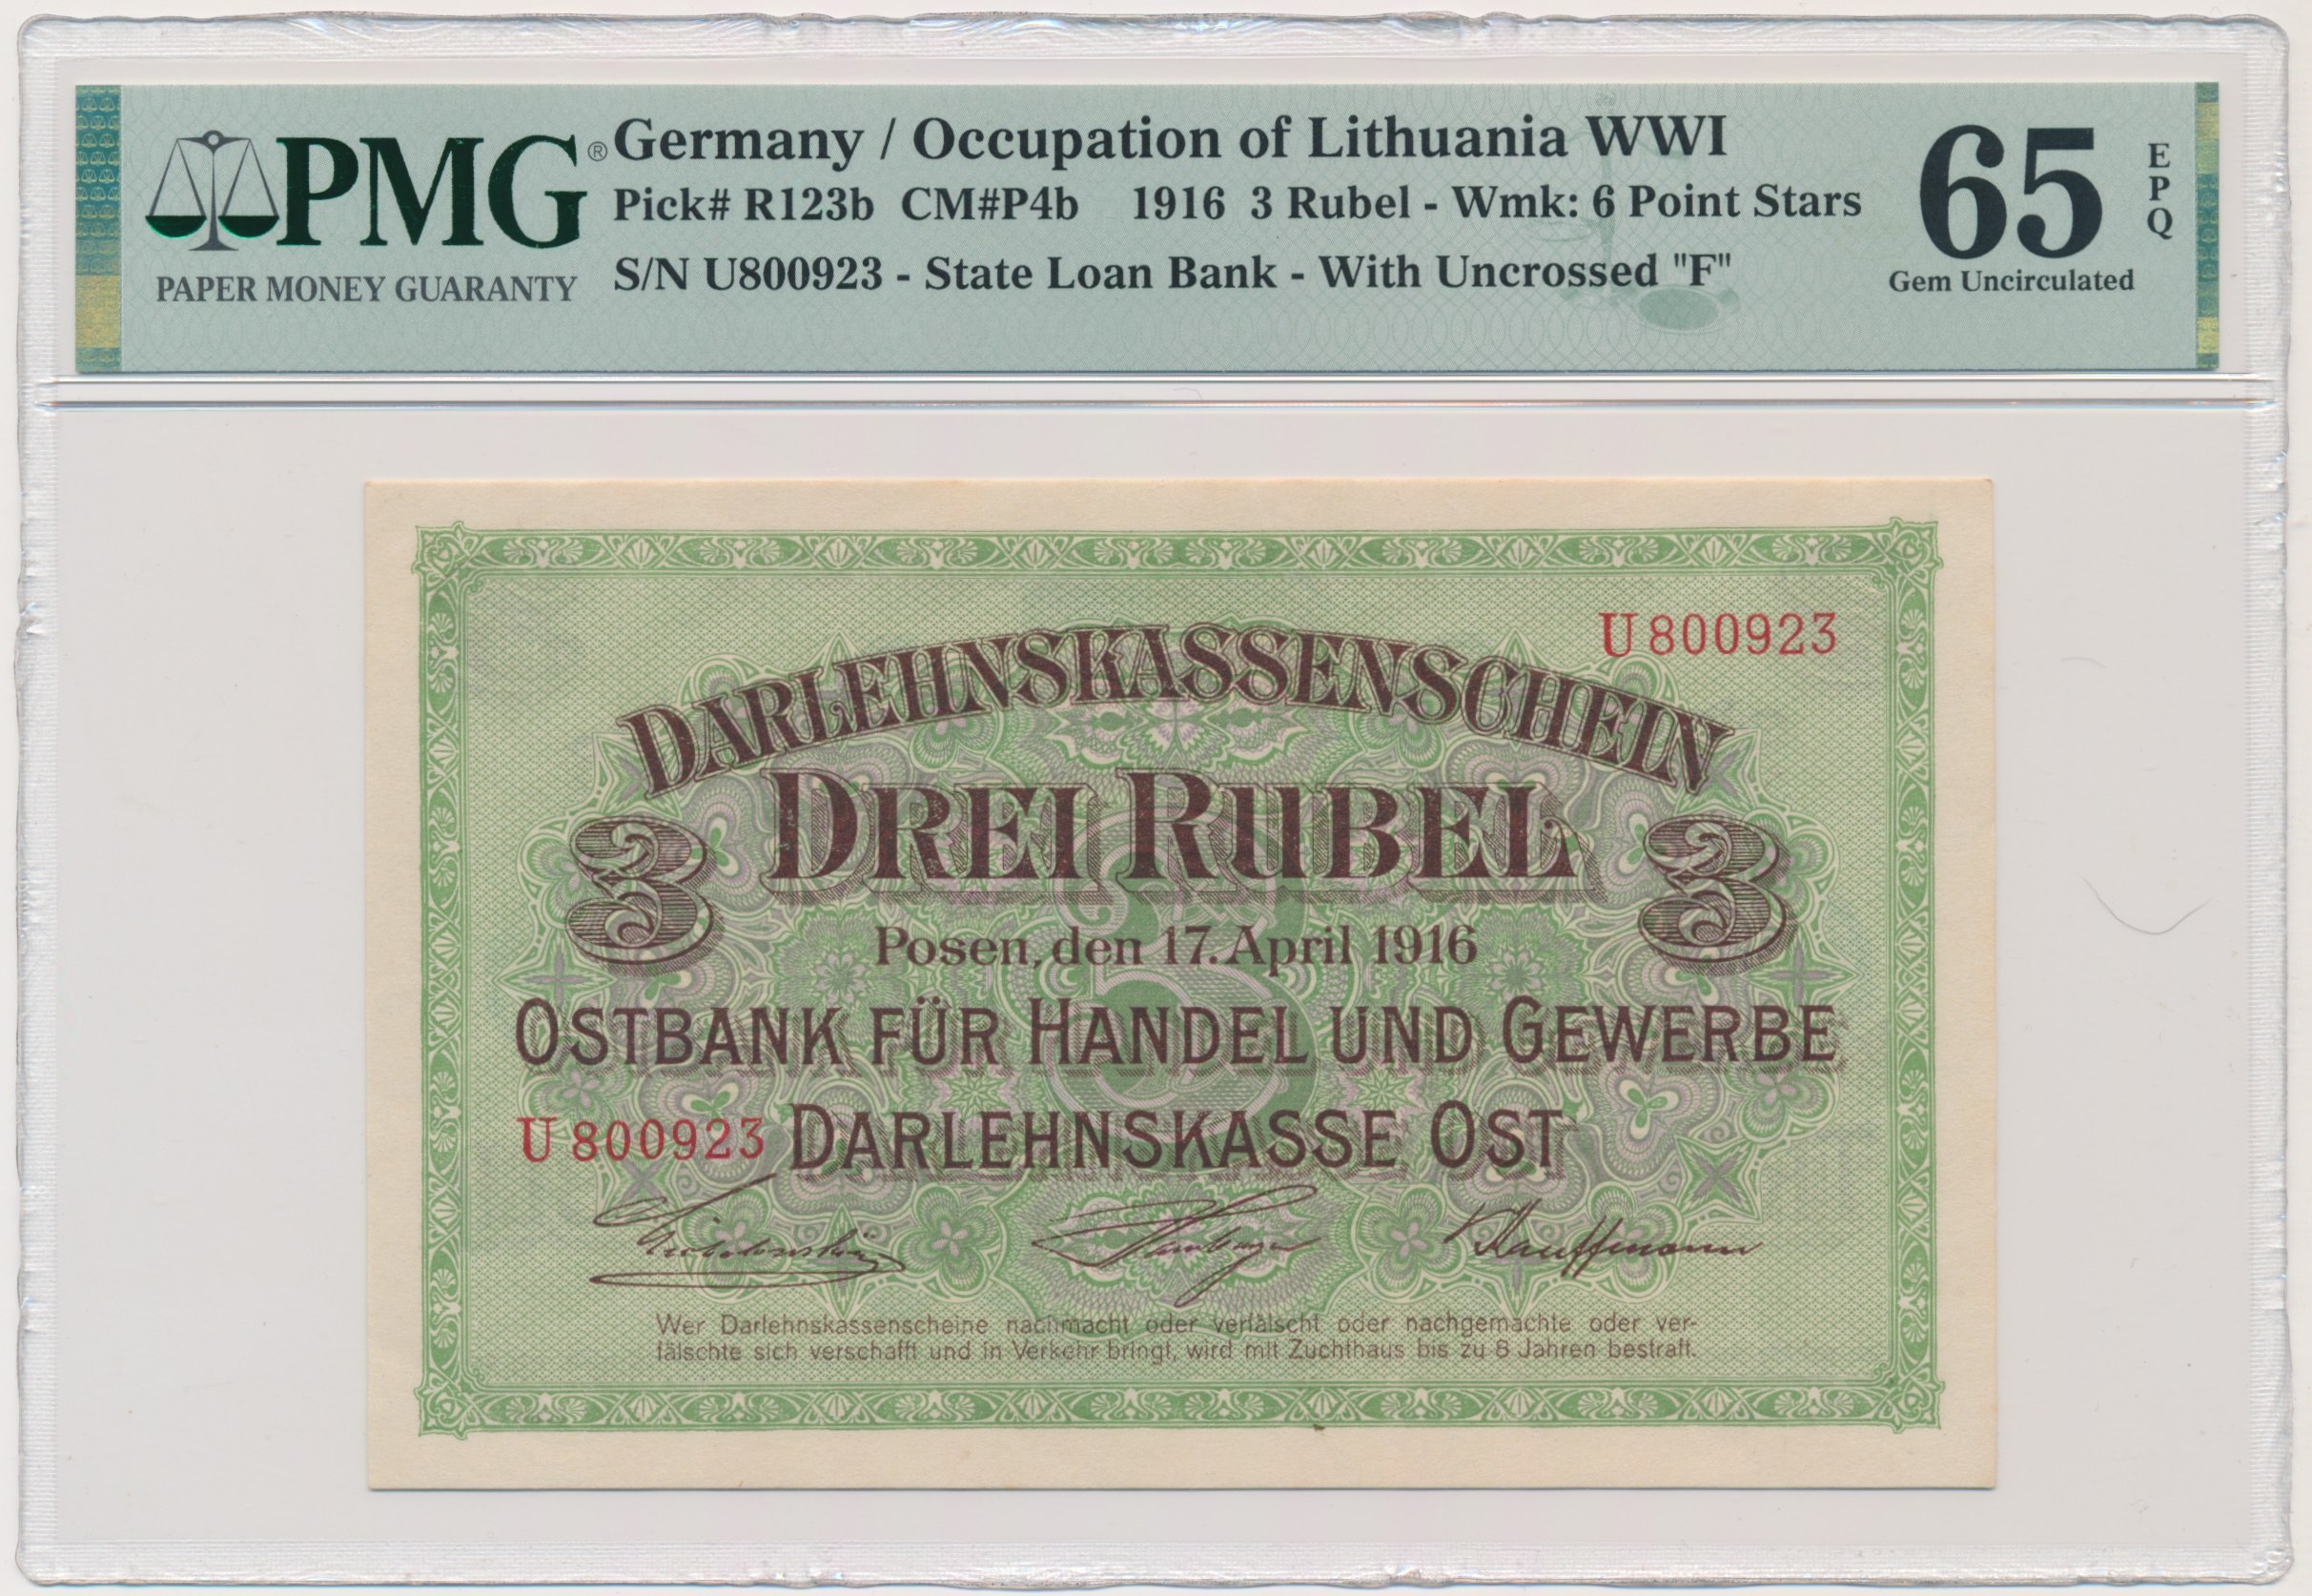 PMG®
PAPER MONEY GUARANTY
Germany / Occupation of Lithuania WWI
Pick# R123b CM#P4b 1916 3 Rubel - Wmk: 6 Point Stars
S/N U800923 - State Loan Bank - With Uncrossed "F"
65
EPQ
Gem Uncirculated
U800923
DARLEHNSKASSENSCHEIN
3 DREI RUBEL 3
Posen, den 17. April 1916
OSTBANK FÜR HANDEL UND GEWERBE
U800923 DARLEHNSKASSE OST
Kauffmann
Wer Darlehnskassenscheine nachmacht oder verfälscht oder nachgemachte oder ver-
fälschte sich verschafft und in Verkehr bringt, wird mit Zuchthaus bis zu 8 Jahren bestraft.